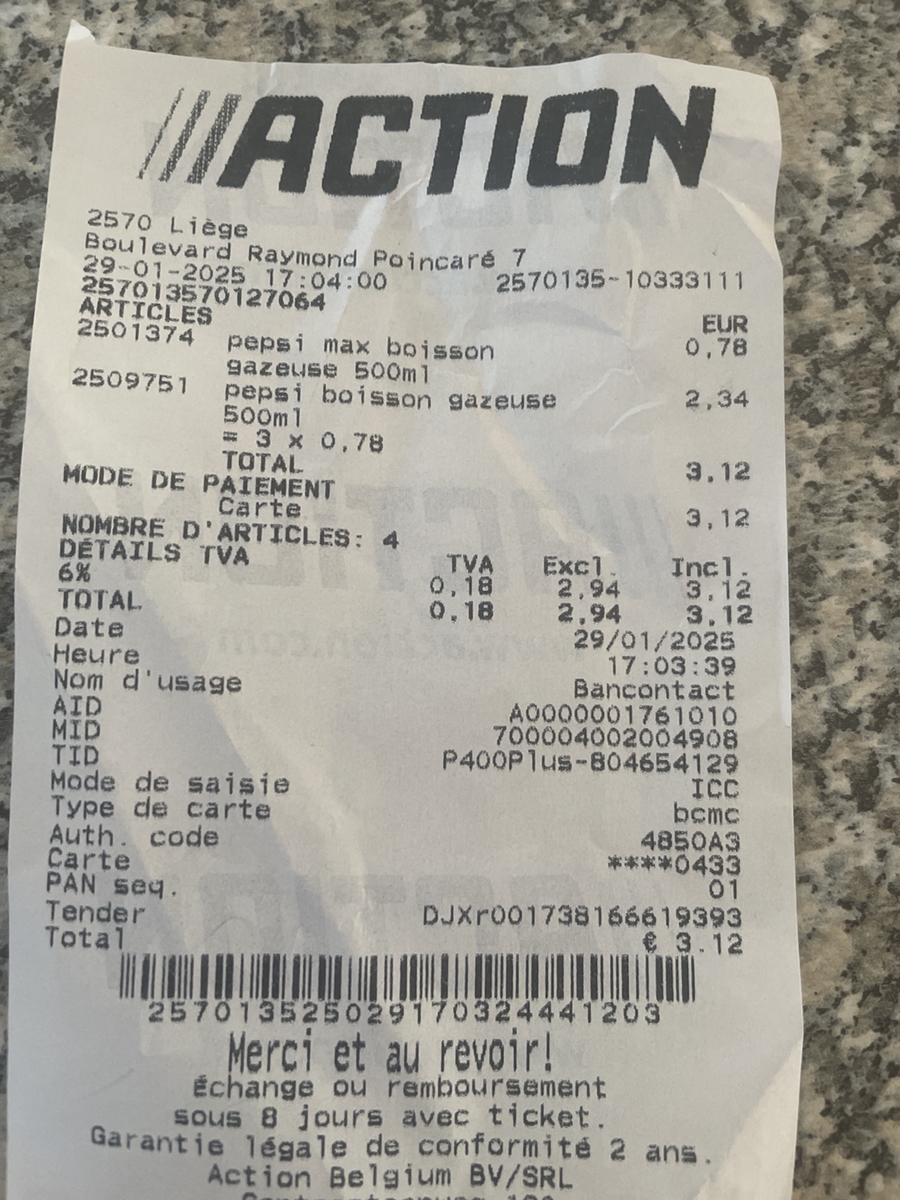 ///ACTION
2570 Liège
Boulevard Raymond Poincaré 7
29-01-2025 17:04:00 2570135-10333111
257013570127064
ARTICLES EUR
2501374 pepsi max boisson 0,78
gazeuse 500ml
2509751 pepsi boisson gazeuse 2,34
500ml
= 3 x 0,78
TOTAL 3,12
MODE DE PAIEMENT
Carte 3,12
NOMBRE D'ARTICLES: 4
DÉTAILS TVA TVA Excl. Incl.
6% 0,18 2,94 3,12
TOTAL 0,18 2,94 3,12
Date 29/01/2025
Heure 17:03:39
Nom d'usage Bancontact
AID A0000001761010
MID 700004002004908
TID P400Plus-804654129
Mode de saisie ICC
Type de carte bcmc
Auth. code 4850A3
Carte ****0433
PAN seq. 01
Tender DJXr001738166619393
Total € 3.12
257013525029170324441203
Merci et au revoir!
Échange ou remboursement
sous 8 jours avec ticket.
Garantie légale de conformité 2 ans.
Action Belgium BV/SRL